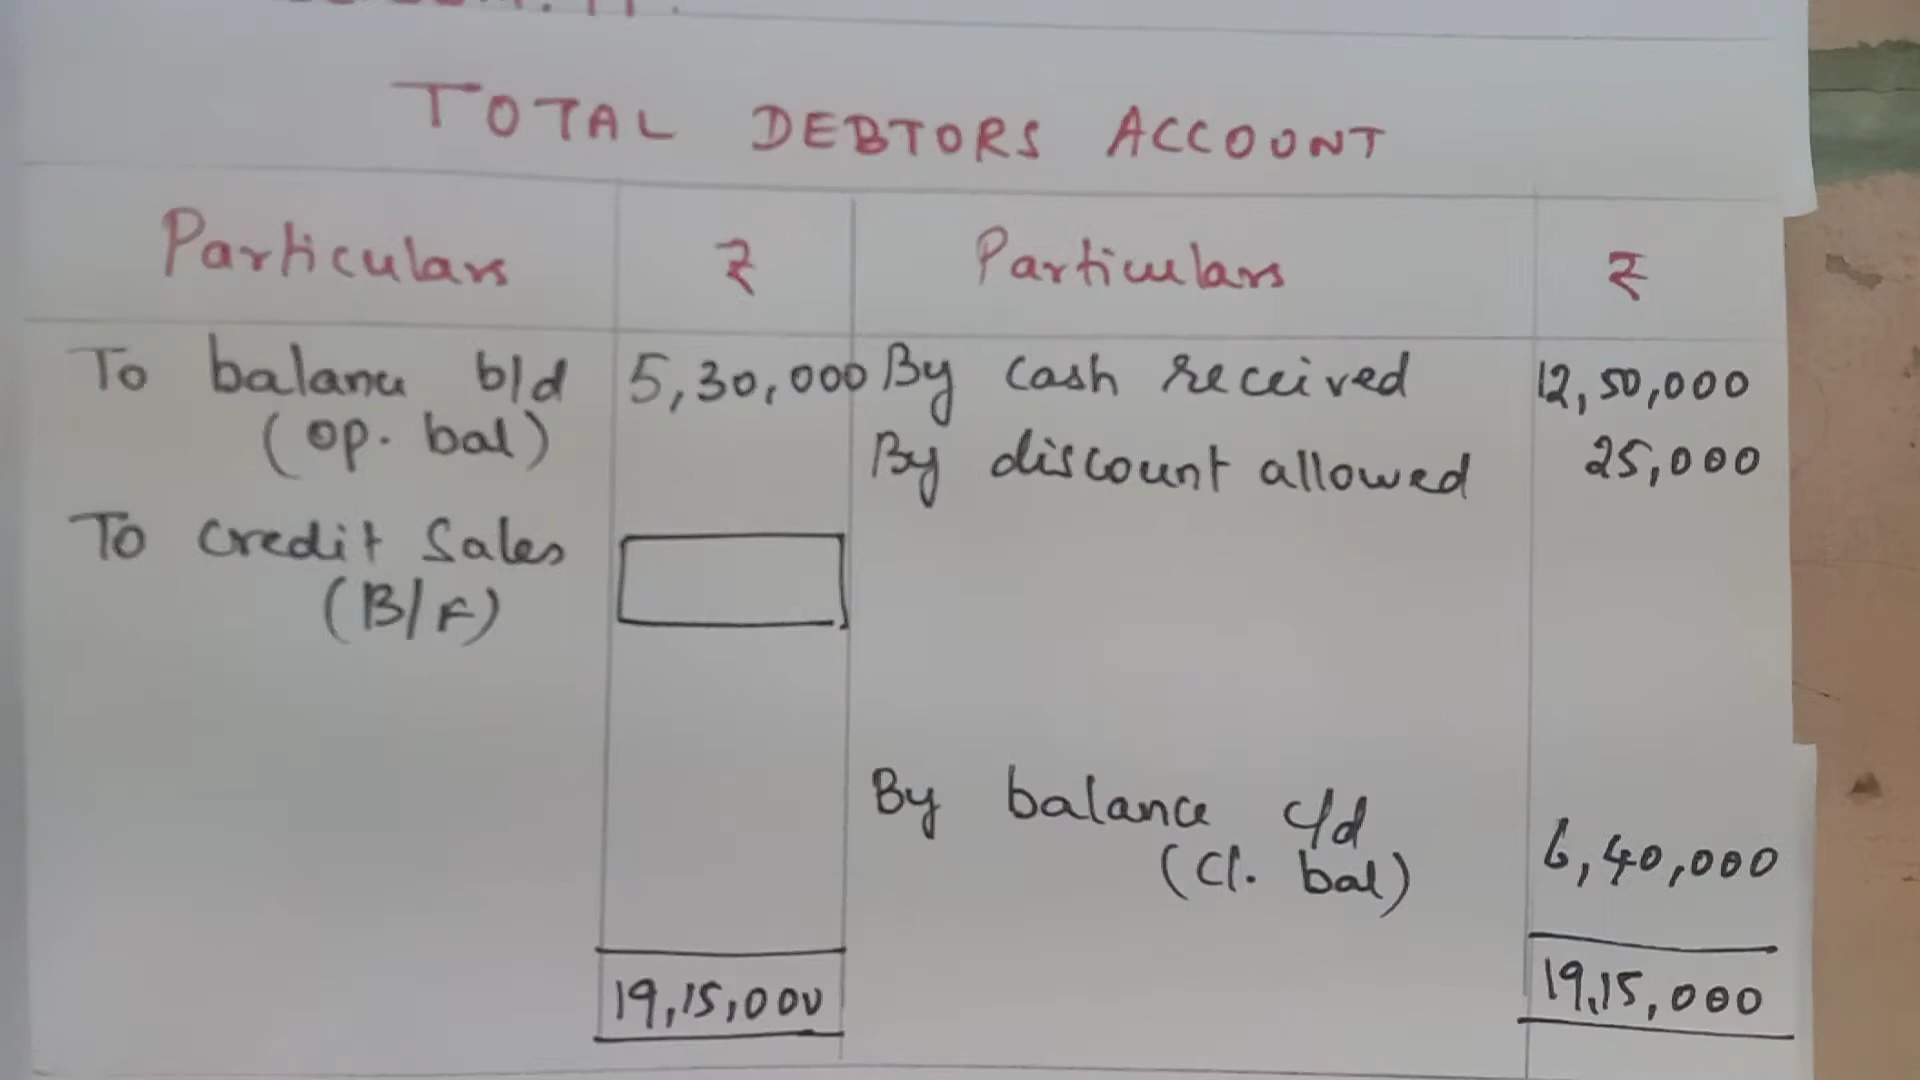 TOTAL DEBTORS ACCOUNT
Particulars ₹ Particulars ₹
To balance b/d 5,30,000 By cash received 12,50,000
(op. bal) By discount allowed 25,000
To credit Sales
(B/F)
By balance c/d
(Cl. bal) 6,40,000
19,15,000 19,15,000